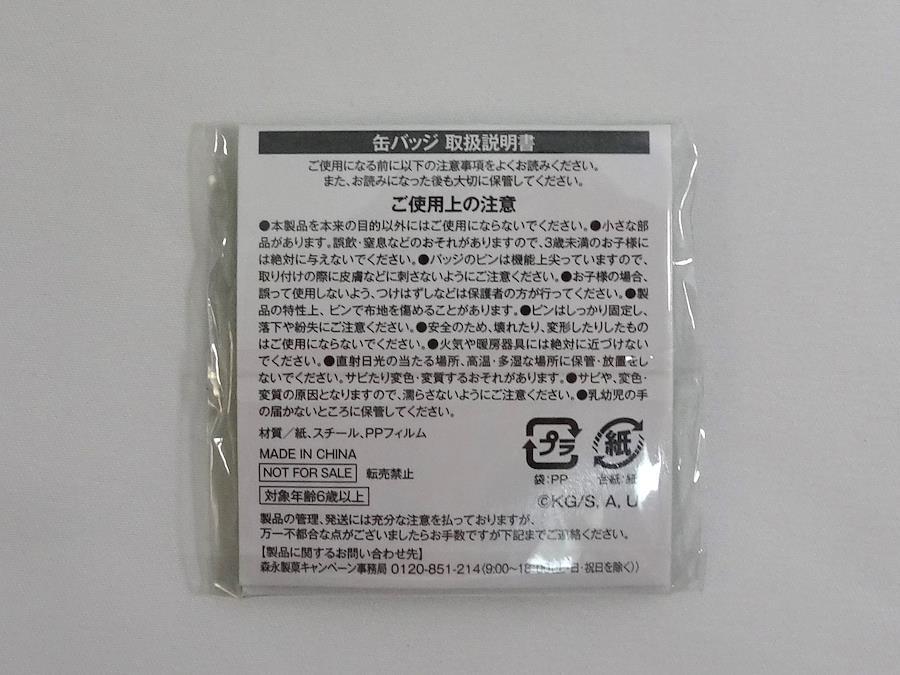 缶バッジ 取扱説明書
ご使用になる前に以下の注意事項をよくお読みください。
また、お読みになった後も大切に保管してください。
ご使用上の注意
●本製品を本来の目的以外にはご使用にならないでください。●小さな部
品があります。誤飲・窒息などのおそれがありますので、3歳未満のお子様に
は絶対に与えないでください。●バッジのピンは機能上尖っていますので、
取り付けの際に皮膚などに刺さないようにご注意ください。●お子様の場合、
誤って使用しないよう、つけはずしなどは保護者の方が行ってください。●製
品の特性上、ピンで布地を傷めることがあります。●ピンはしっかり固定し、
落下や紛失にご注意ください。●安全のため、壊れたり、変形したりしたもの
はご使用にならないでください。●火気や暖房器具には絶対に近づけない
でください。●直射日光の当たる場所、高温・多湿な場所に保管・放置をし
ないでください。サビたり変色・変質するおそれがあります。●サビや、変色・
変質の原因となりますので、濡らさないようにご注意ください。●乳幼児の手
の届かないところに保管してください。
材質／紙、スチール、PPフィルム
MADE IN CHINA
NOT FOR SALE 転売禁止
対象年齢6歳以上
プラ
袋:PP
紙
台紙:紙
©KG/S, A, U
製品の管理、発送には充分な注意を払っておりますが、
万一不都合な点がございましたらお手数ですが下記までご連絡ください。
【製品に関するお問い合わせ先】
森永製菓キャンペーン事務局 0120-851-214(9:00~18 日・祝日を除く))